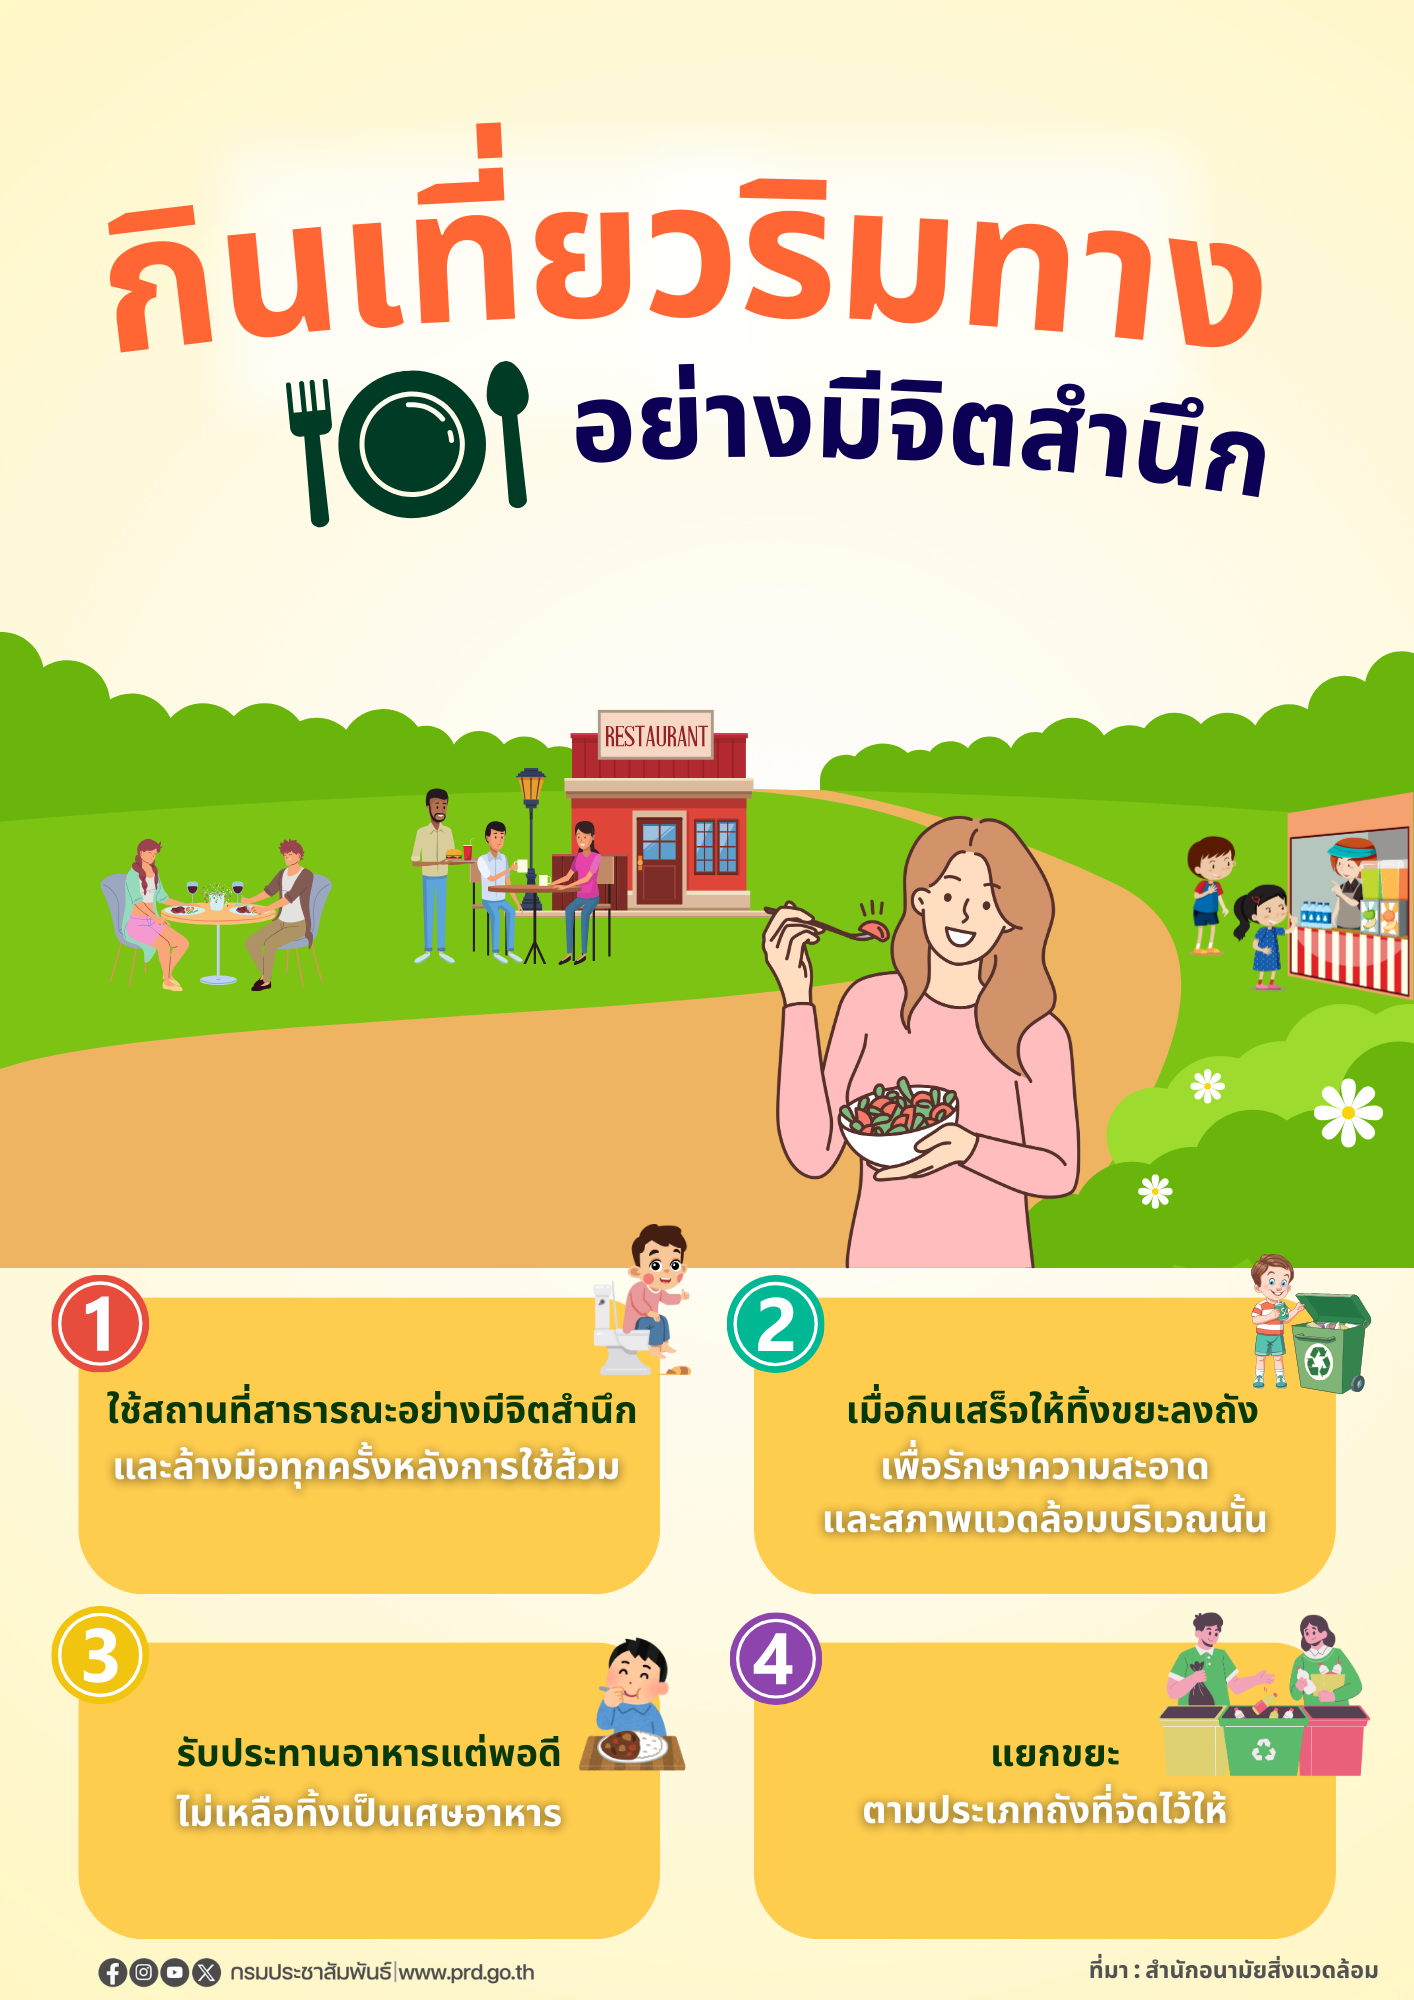 กินเที่ยวริมทาง
อย่างมีจิตสำนึก
RESTAURANT
1
ใช้สถานที่สาธารณะอย่างมีจิตสำนึก
และล้างมือทุกครั้งหลังการใช้ส้วม
2
เมื่อกินเสร็จให้ทิ้งขยะลงถัง
เพื่อรักษาความสะอาด
และสภาพแวดล้อมบริเวณนั้น
3
รับประทานอาหารแต่พอดี
ไม่เหลือทิ้งเป็นเศษอาหาร
4
แยกขยะ
ตามประเภทถังที่จัดไว้ให้
กรมประชาสัมพันธ์|www.prd.go.th
ที่มา : สำนักอนามัยสิ่งแวดล้อม